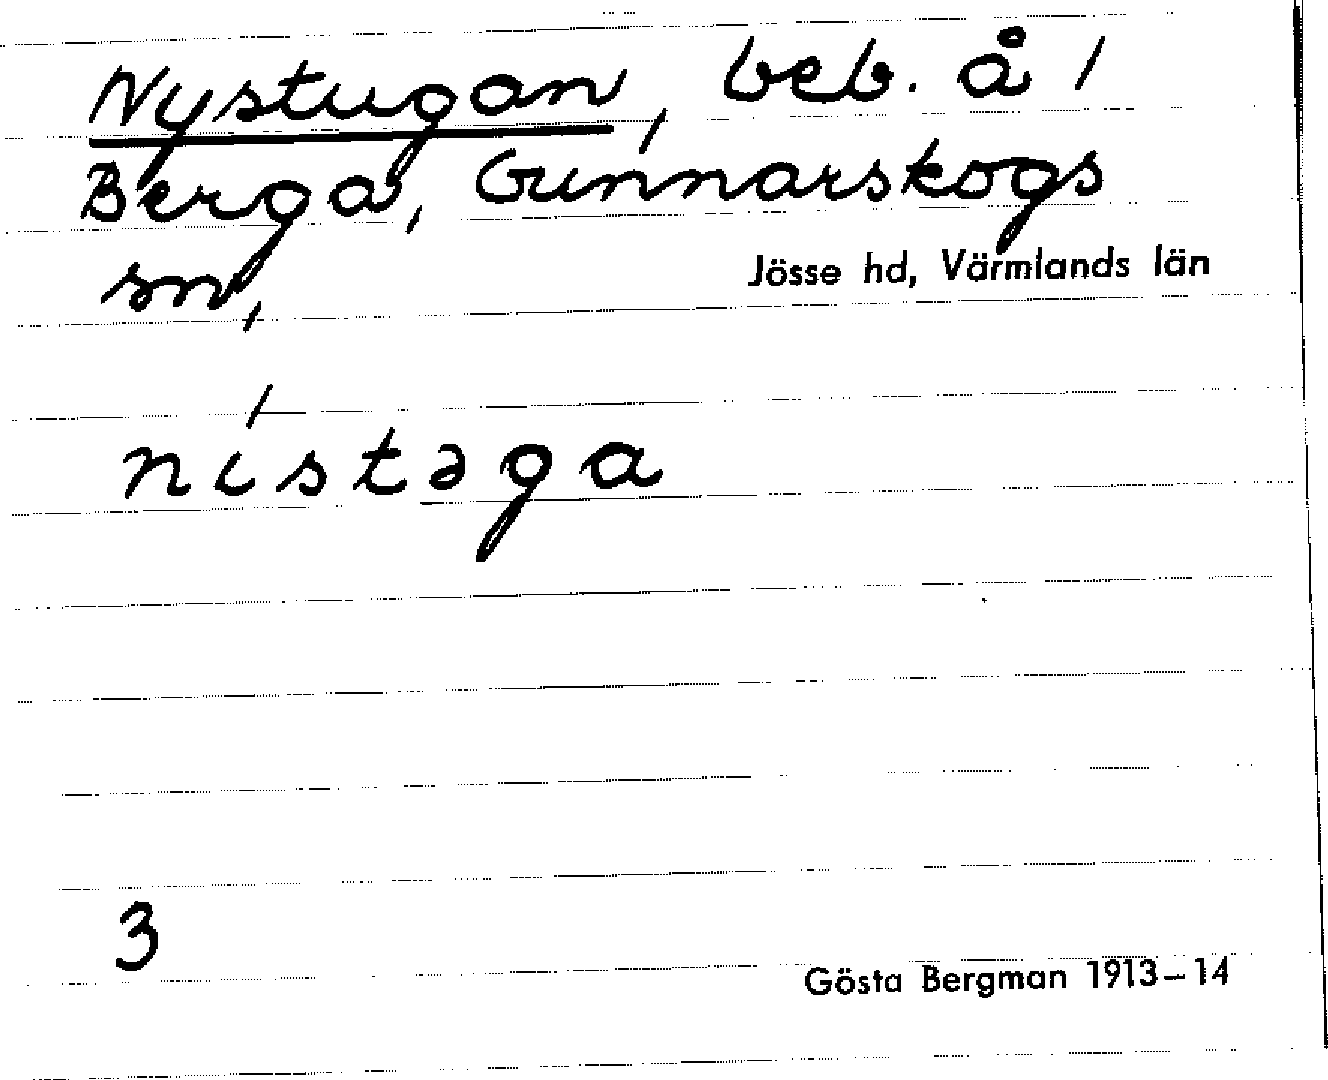 Nystugan, beb. å /
Berga, Gunnarskogs
sn,
Jösse hd, Värmlands län
/
nístəga
3
Gösta Bergman 1913–14